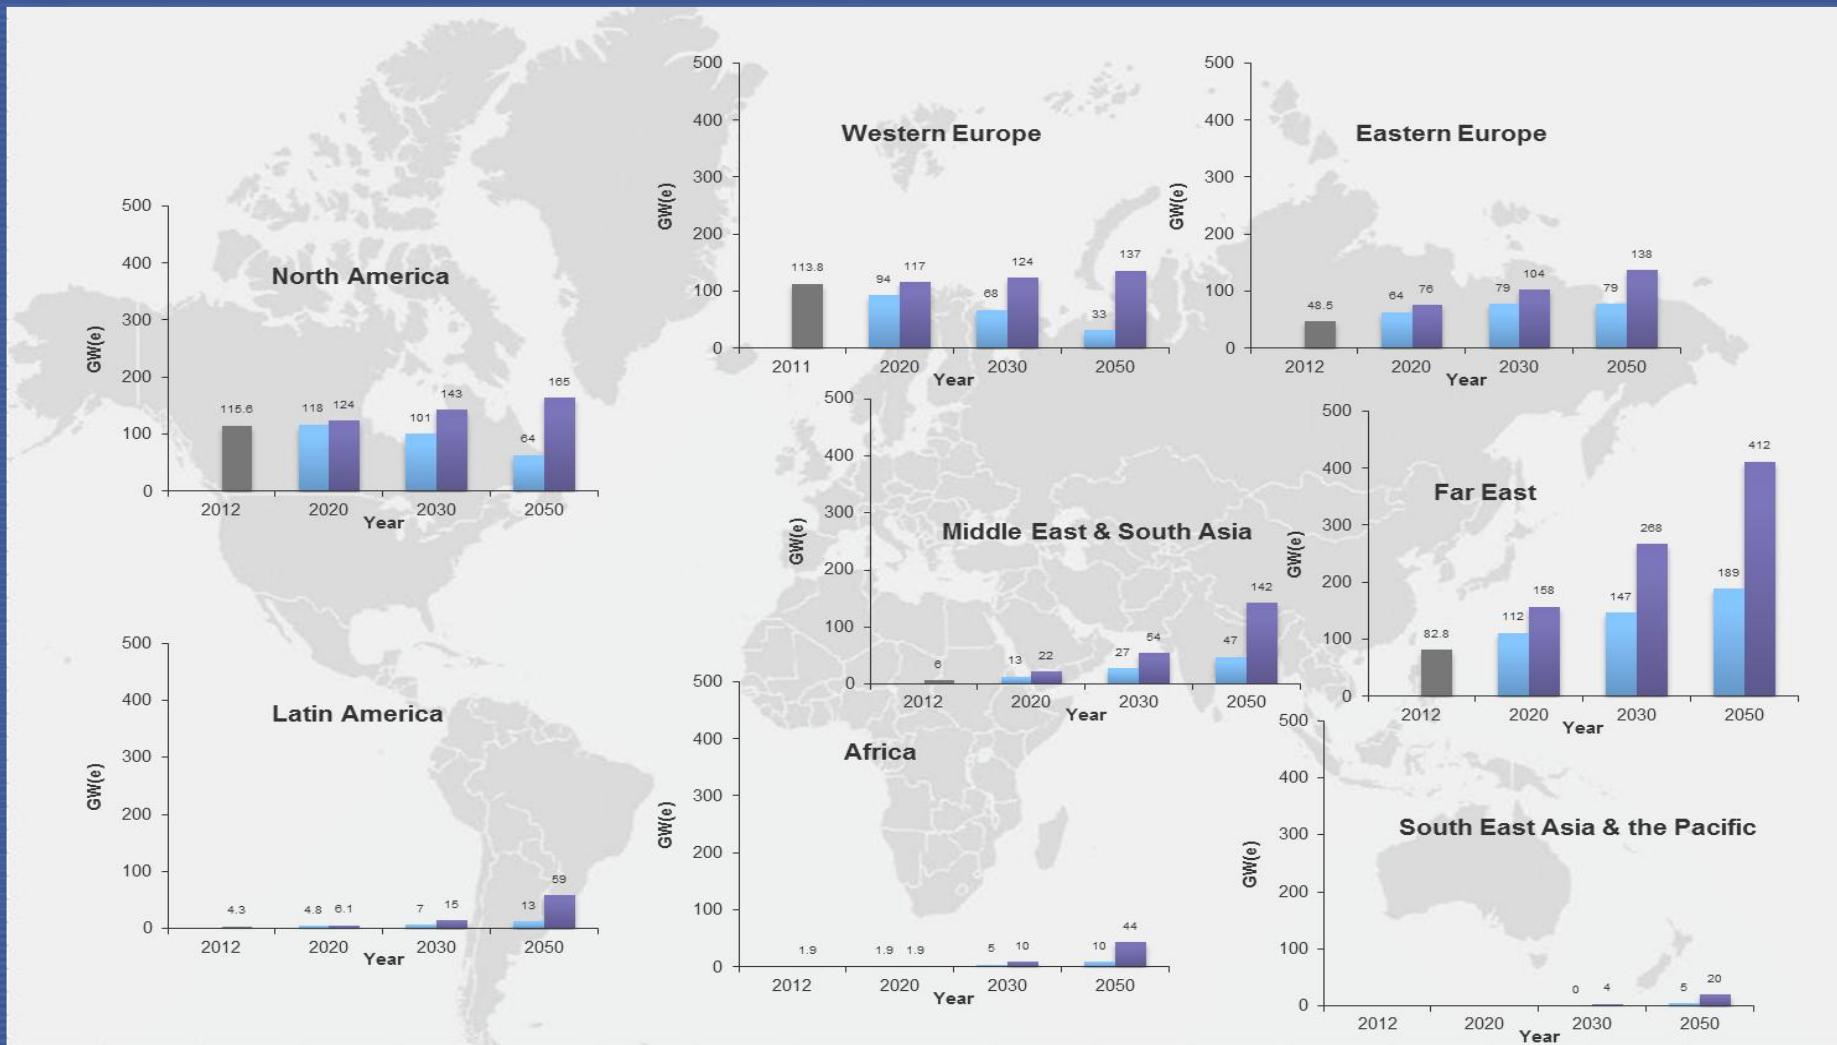 North America
GW(e)
500
400
300
200
100
0
115.6
118 124
101 143
64 165
2012 2020 2030 2050
Year
Western Europe
GW(e)
500
400
300
200
100
0
113.8
94 117
68 124
33 137
2011 2020 2030 2050
Year
Eastern Europe
GW(e)
500
400
300
200
100
0
48.5
64 76
79 104
79 138
2012 2020 2030 2050
Year
Middle East & South Asia
GW(e)
500
400
300
200
100
0
6
13 22
27 54
47 142
2012 2020 2030 2050
Year
Far East
GW(e)
500
400
300
200
100
0
82.8
112 158
147 268
189 412
2012 2020 2030 2050
Year
Latin America
GW(e)
500
400
300
200
100
0
4.3
4.8 6.1
7 15
13 59
2012 2020 2030 2050
Year
Africa
GW(e)
500
400
300
200
100
0
1.9
1.9 1.9
5 10
10 44
2012 2020 2030 2050
Year
South East Asia & the Pacific
GW(e)
500
400
300
200
100
0
0 4
5 20
2012 2020 2030 2050
Year